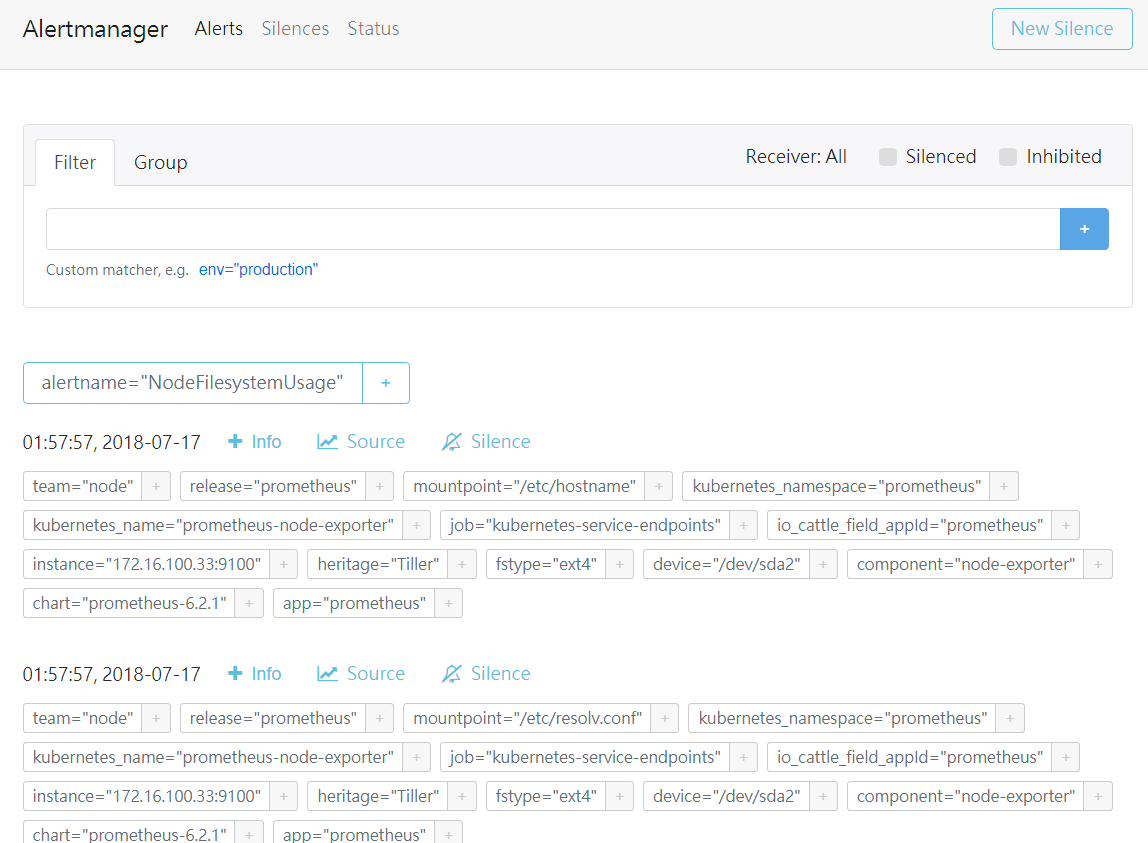 Alertmanager Alerts Silences Status New Silence
Filter Group Receiver: All Silenced Inhibited
+
Custom matcher, e.g. env="production"
alertname="NodeFilesystemUsage" +
01:57:57, 2018-07-17 + Info Source Silence
team="node" + release="prometheus" + mountpoint="/etc/hostname" + kubernetes_namespace="prometheus" +
kubernetes_name="prometheus-node-exporter" + job="kubernetes-service-endpoints" + io_cattle_field_appId="prometheus" +
instance="172.16.100.33:9100" + heritage="Tiller" + fstype="ext4" + device="/dev/sda2" + component="node-exporter" +
chart="prometheus-6.2.1" + app="prometheus" +
01:57:57, 2018-07-17 + Info Source Silence
team="node" + release="prometheus" + mountpoint="/etc/resolv.conf" + kubernetes_namespace="prometheus" +
kubernetes_name="prometheus-node-exporter" + job="kubernetes-service-endpoints" + io_cattle_field_appId="prometheus" +
instance="172.16.100.33:9100" + heritage="Tiller" + fstype="ext4" + device="/dev/sda2" + component="node-exporter" +
chart="prometheus-6.2.1" + app="prometheus" +